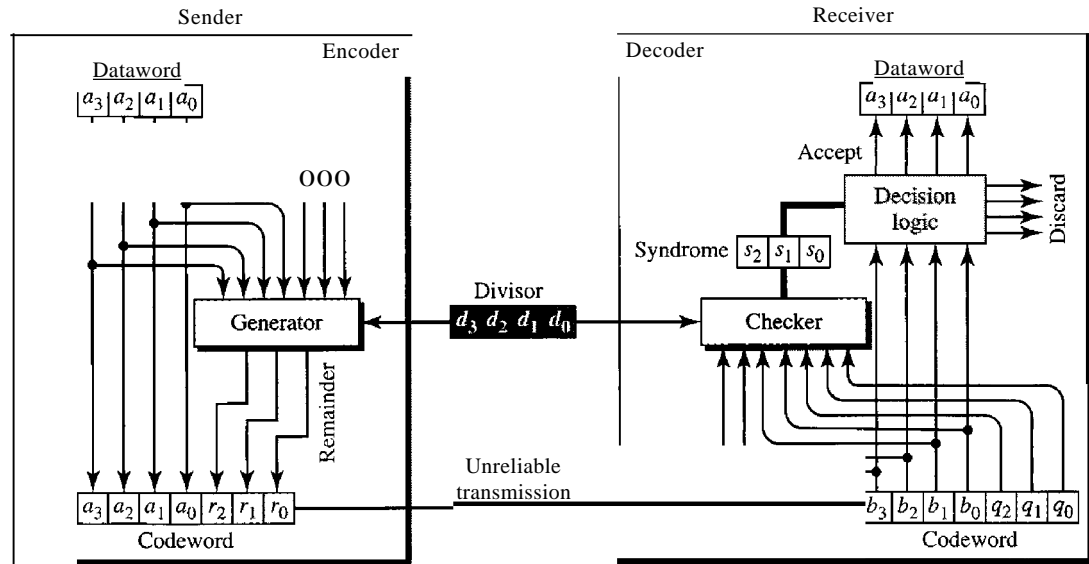 Sender
Receiver
Encoder
Decoder
Dataword
a3 a2 a1 a0
Dataword
a3 a2 a1 a0
Accept
OOO
Decision
logic
Discard
Syndrome s2 s1 s0
Generator
Divisor
d3 d2 d1 d0
Checker
Remainder
Unreliable
transmission
a3 a2 a1 a0 r2 r1 r0
Codeword
b3 b2 b1 b0 q2 q1 q0
Codeword